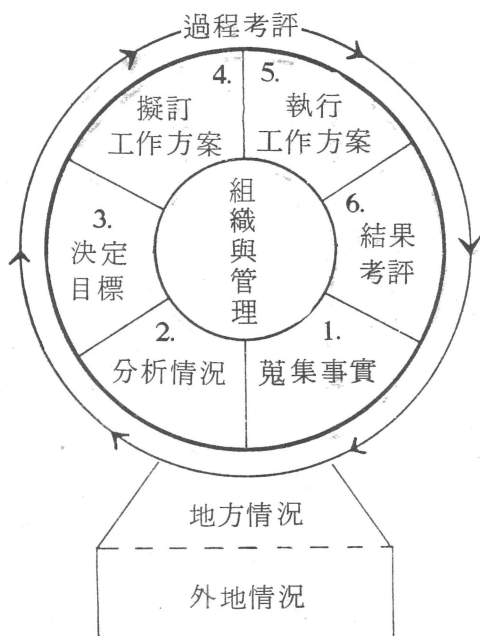 過程考評
4.
擬訂
工作方案
5.
執行
工作方案
3.
決定
目標
組織與管理
6.
結果
考評
2.
分析情況
1.
蒐集事實
地方情況
外地情況